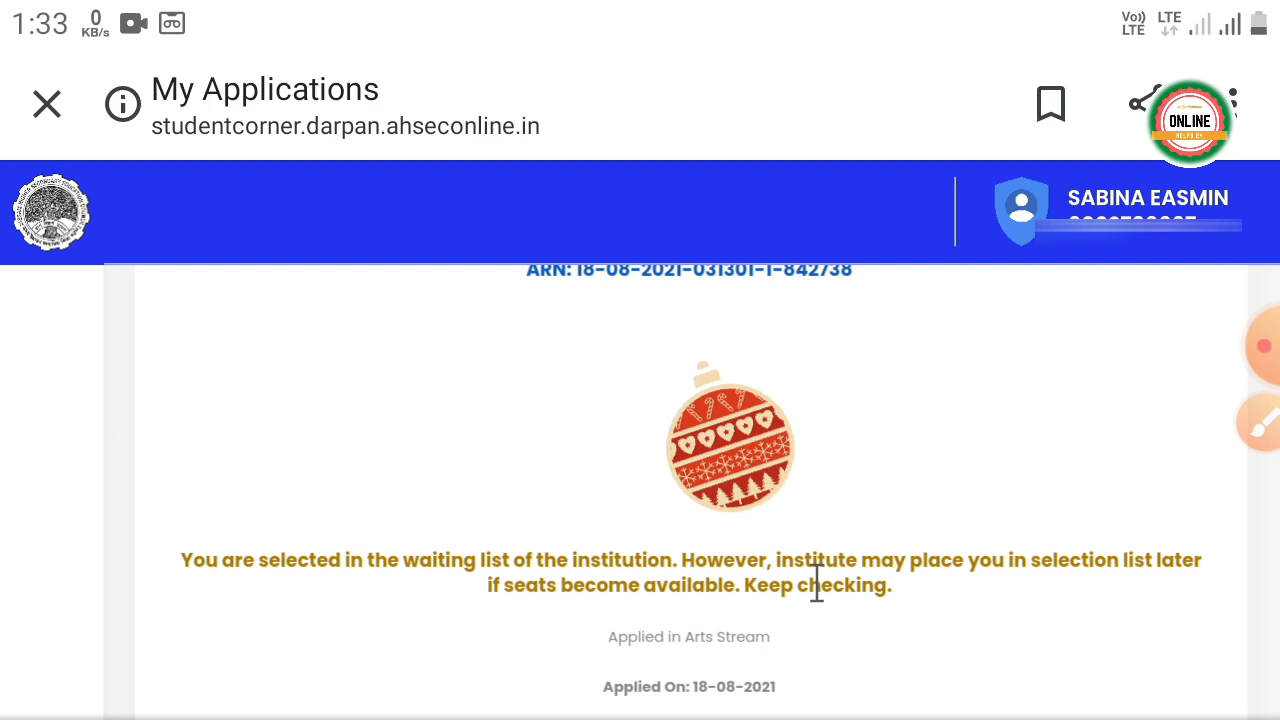 1:33 0 KB/s Vo)) LTE LTE
My Applications
studentcorner.darpan.ahseconline.in
ONLINE
HELPS 24
SABINA EASMIN
ARN: 18-08-2021-031301-1-842738
You are selected in the waiting list of the institution. However, institute may place you in selection list later
if seats become available. Keep checking.
Applied in Arts Stream
Applied On: 18-08-2021